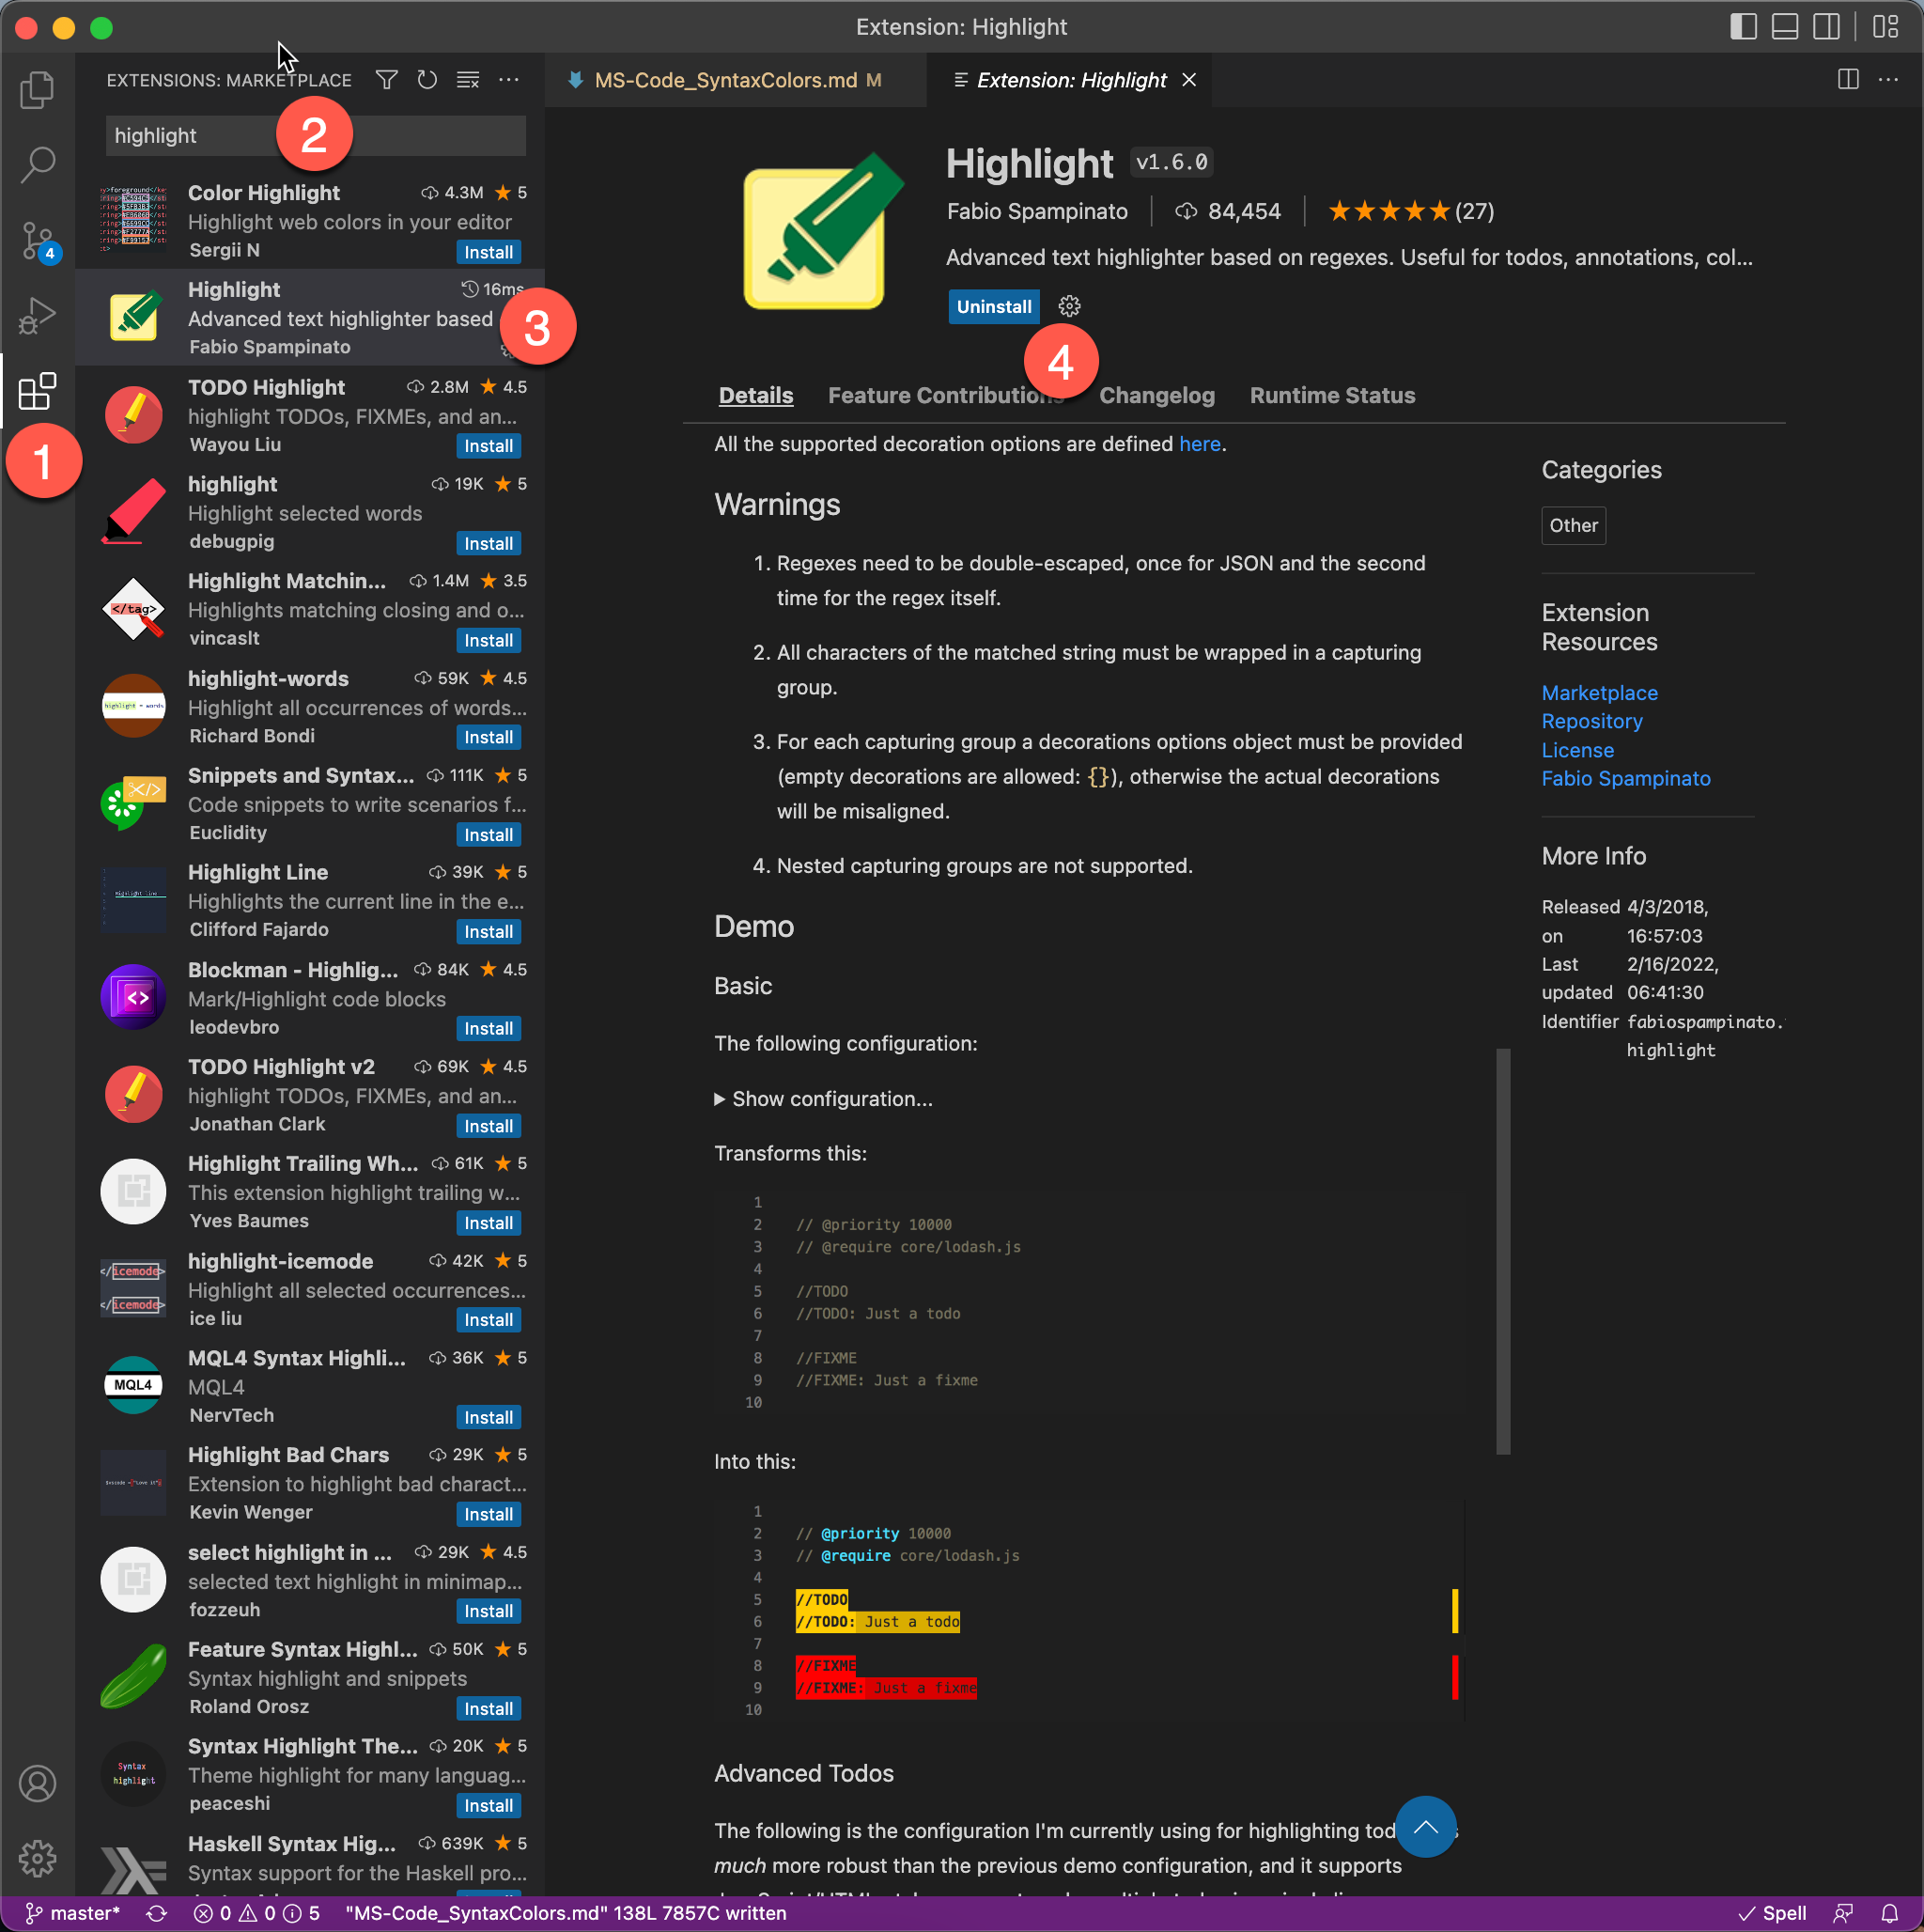 Extension: Highlight
EXTENSIONS: MARKETPLACE
MS-Code_SyntaxColors.md M
Extension: Highlight
highlight
2
4
1
3
4
Color Highlight 4.3M 5
Highlight web colors in your editor
Sergii N Install
Highlight 16ms
Advanced text highlighter based
Fabio Spampinato
TODO Highlight 2.8M 4.5
highlight TODOs, FIXMEs, and an...
Wayou Liu Install
highlight 19K 5
Highlight selected words
debugpig Install
</tag>
Highlight Matchin... 1.4M 3.5
Highlights matching closing and o...
vincaslt Install
highlight-words 59K 4.5
Highlight all occurrences of words...
Richard Bondi Install
Snippets and Syntax... 111K 5
Code snippets to write scenarios f...
Euclidity Install
Highlight Line 39K 5
Highlights the current line in the e...
Clifford Fajardo Install
Blockman - Highlig... 84K 4.5
Mark/Highlight code blocks
leodevbro Install
TODO Highlight v2 69K 4.5
highlight TODOs, FIXMEs, and an...
Jonathan Clark Install
Highlight Trailing Wh... 61K 5
This extension highlight trailing w...
Yves Baumes Install
</icemode>
</icemode>
highlight-icemode 42K 5
Highlight all selected occurrences...
ice liu Install
MQL4
MQL4 Syntax Highli... 36K 5
MQL4
NervTech Install
Highlight Bad Chars 29K 5
Extension to highlight bad charact...
Kevin Wenger Install
select highlight in ... 29K 4.5
selected text highlight in minimap...
fozzeuh Install
Feature Syntax Highl... 50K 5
Syntax highlight and snippets
Roland Orosz Install
Syntax
highlight
Syntax Highlight The... 20K 5
Theme highlight for many languag...
peaceshi Install
Haskell Syntax Hig... 639K 5
Syntax support for the Haskell pro...
Highlight v1.6.0
Fabio Spampinato 84,454 (27)
Advanced text highlighter based on regexes. Useful for todos, annotations, col...
Uninstall
Details Feature Contributions Changelog Runtime Status
All the supported decoration options are defined here.
Warnings
1. Regexes need to be double-escaped, once for JSON and the second
time for the regex itself.
2. All characters of the matched string must be wrapped in a capturing
group.
3. For each capturing group a decorations options object must be provided
(empty decorations are allowed: {}), otherwise the actual decorations
will be misaligned.
4. Nested capturing groups are not supported.
Demo
Basic
The following configuration:
Show configuration...
Transforms this:
1
2 // @priority 10000
3 // @require core/lodash.js
4
5 //TODO
6 //TODO: Just a todo
7
8 //FIXME
9 //FIXME: Just a fixme
10
Into this:
1
2 // @priority 10000
3 // @require core/lodash.js
4
5 //TODO
6 //TODO: Just a todo
7
8 //FIXME
9 //FIXME: Just a fixme
10
Advanced Todos
The following is the configuration I'm currently using for highlighting
much more robust than the previous demo configuration, and it supports
Categories
Other
Extension
Resources
Marketplace
Repository
License
Fabio Spampinato
More Info
Released 4/3/2018,
on 16:57:03
Last 2/16/2022,
updated 06:41:30
Identifier fabiospampinato.
highlight
master* 0 0 5 "MS-Code_SyntaxColors.md" 138L 7857C written Spell